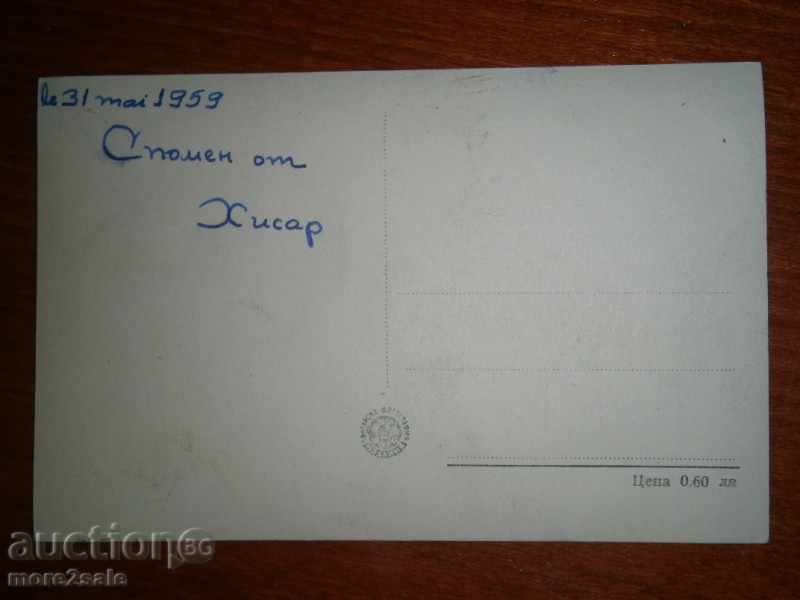 le 31 mai 1959
Спомен от
Хисар
Цена 0.60 лв
auction.bg
more2sale